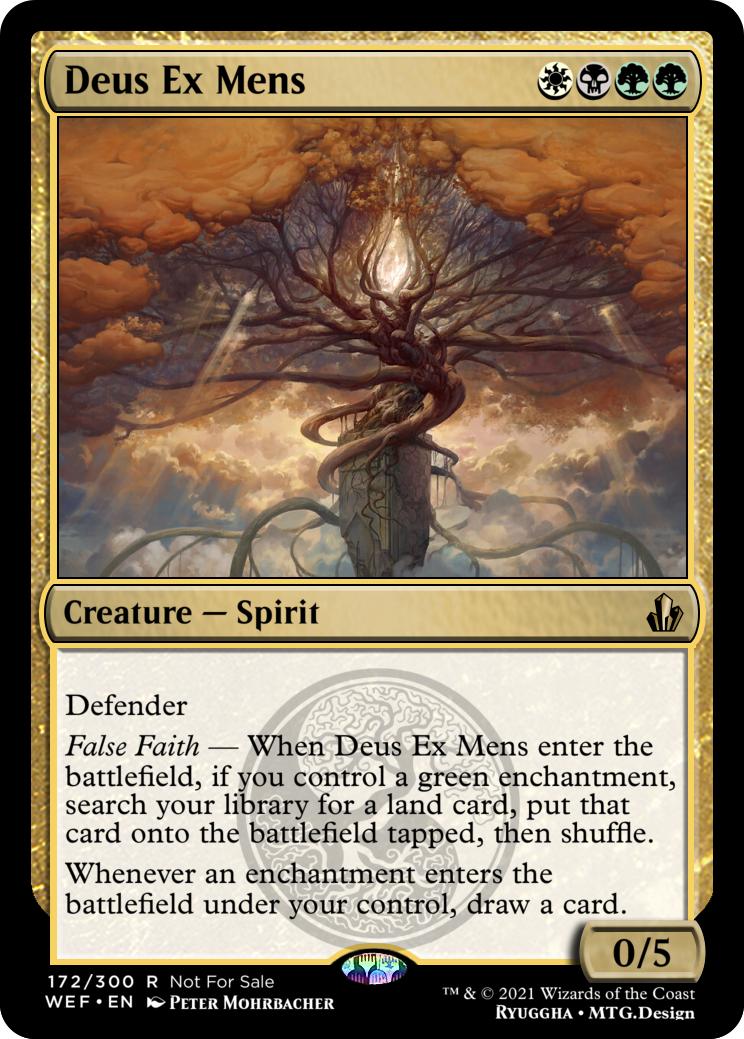 Deus Ex Mens
Creature — Spirit
Defender
False Faith — When Deus Ex Mens enter the
battlefield, if you control a green enchantment,
search your library for a land card, put that
card onto the battlefield tapped, then shuffle.
Whenever an enchantment enters the
battlefield under your control, draw a card.
0/5
172/300 R Not For Sale
WEF • EN Peter Mohrbacher
™ & © 2021 Wizards of the Coast
Ryuggha • MTG.Design